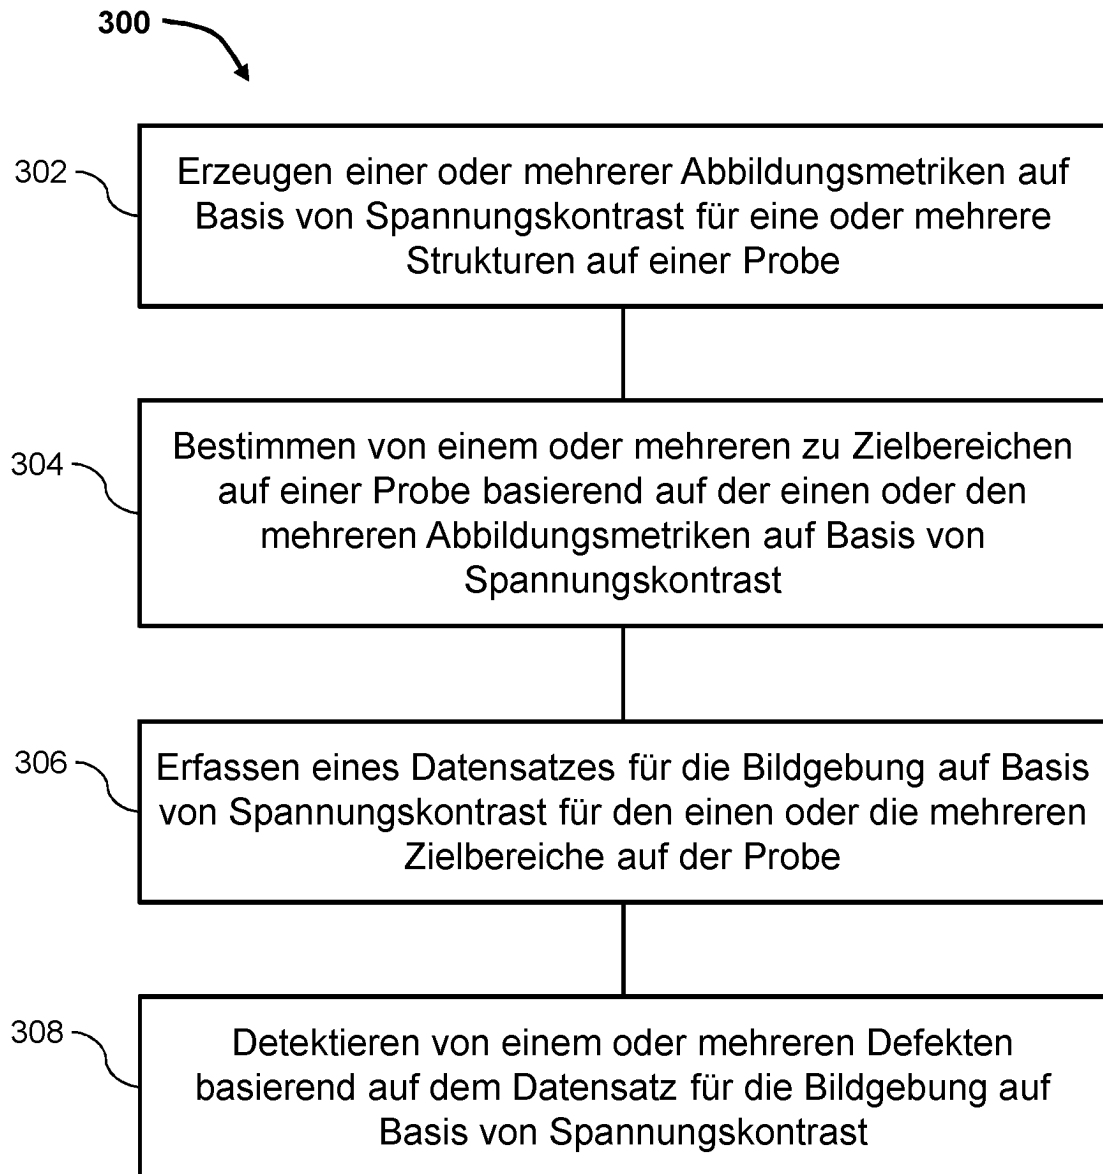 300
302
Erzeugen einer oder mehrerer Abbildungsmetriken auf
Basis von Spannungskontrast für eine oder mehrere
Strukturen auf einer Probe
304
Bestimmen von einem oder mehreren zu Zielbereichen
auf einer Probe basierend auf der einen oder den
mehreren Abbildungsmetriken auf Basis von
Spannungskontrast
306
Erfassen eines Datensatzes für die Bildgebung auf Basis
von Spannungskontrast für den einen oder die mehreren
Zielbereiche auf der Probe
308
Detektieren von einem oder mehreren Defekten
basierend auf dem Datensatz für die Bildgebung auf
Basis von Spannungskontrast